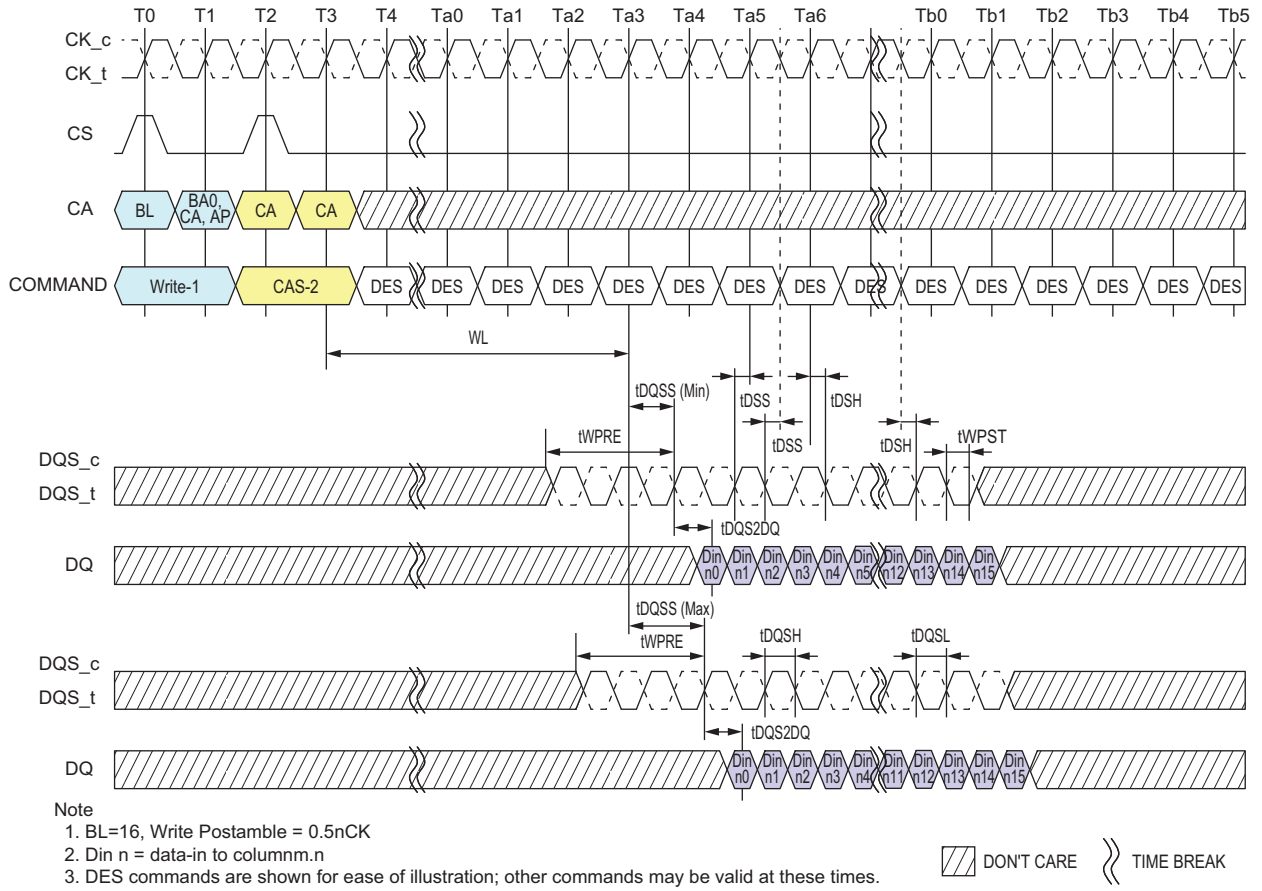 T0 T1 T2 T3 T4 Ta0 Ta1 Ta2 Ta3 Ta4 Ta5 Ta6 Tb0 Tb1 Tb2 Tb3 Tb4 Tb5
CK_c
CK_t
CS
CA BL BA0, CA, AP CA CA
COMMAND Write-1 CAS-2 DES DES DES DES DES DES DES DES DES DES DES DES DES DES DES
WL
tDQSS (Min) tDSS tDSH
tWPRE tDSS tDSH tWPST
DQS_c
DQS_t
tDQS2DQ
DQ Din n0 Din n1 Din n2 Din n3 Din n4 Din n5 Din n12 Din n13 Din n14 Din n15
tDQSS (Max)
tWPRE tDQSH tDQSL
DQS_c
DQS_t
tDQS2DQ
DQ Din n0 Din n1 Din n2 Din n3 Din n4 Din n11 Din n12 Din n13 Din n14 Din n15
Note
1. BL=16, Write Postamble = 0.5nCK
2. Din n = data-in to columnm.n
3. DES commands are shown for ease of illustration; other commands may be valid at these times.
DON'T CARE TIME BREAK